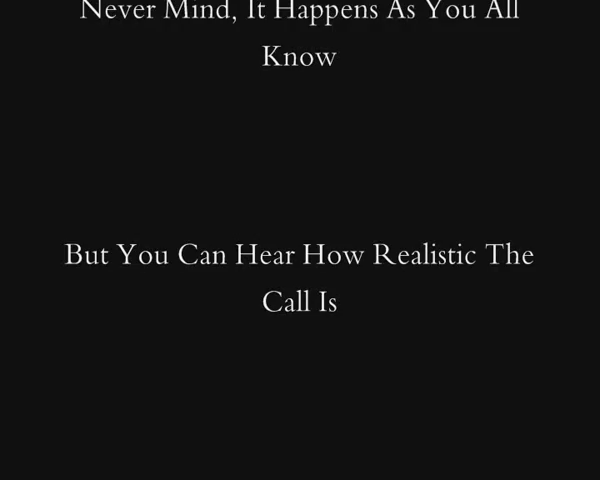 Never Mind, It Happens As You All
Know
But You Can Hear How Realistic The
Call Is